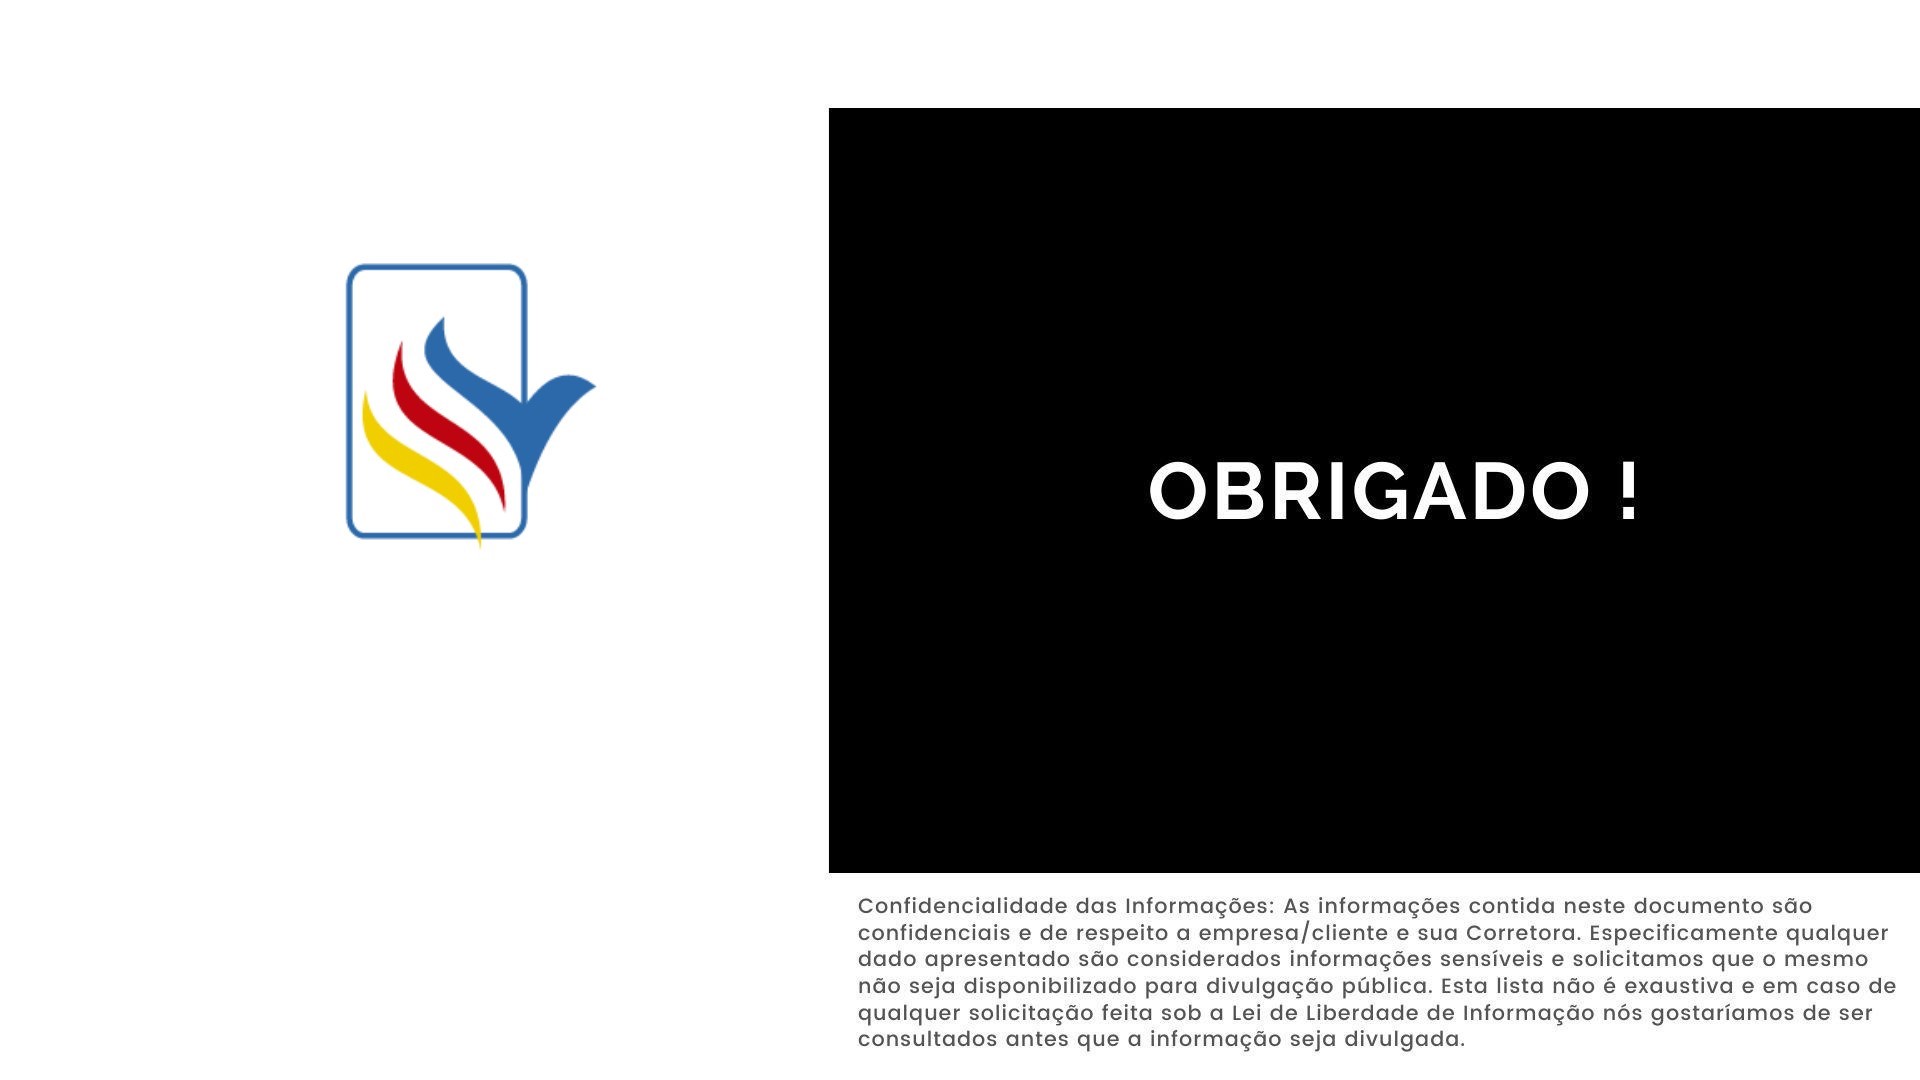 OBRIGADO !
Confidencialidade das Informações: As informações contida neste documento são
confidenciais e de respeito a empresa/cliente e sua Corretora. Especificamente qualquer
dado apresentado são considerados informações sensíveis e solicitamos que o mesmo
não seja disponibilizado para divulgação pública. Esta lista não é exaustiva e em caso de
qualquer solicitação feita sob a Lei de Liberdade de Informação nós gostaríamos de ser
consultados antes que a informação seja divulgada.